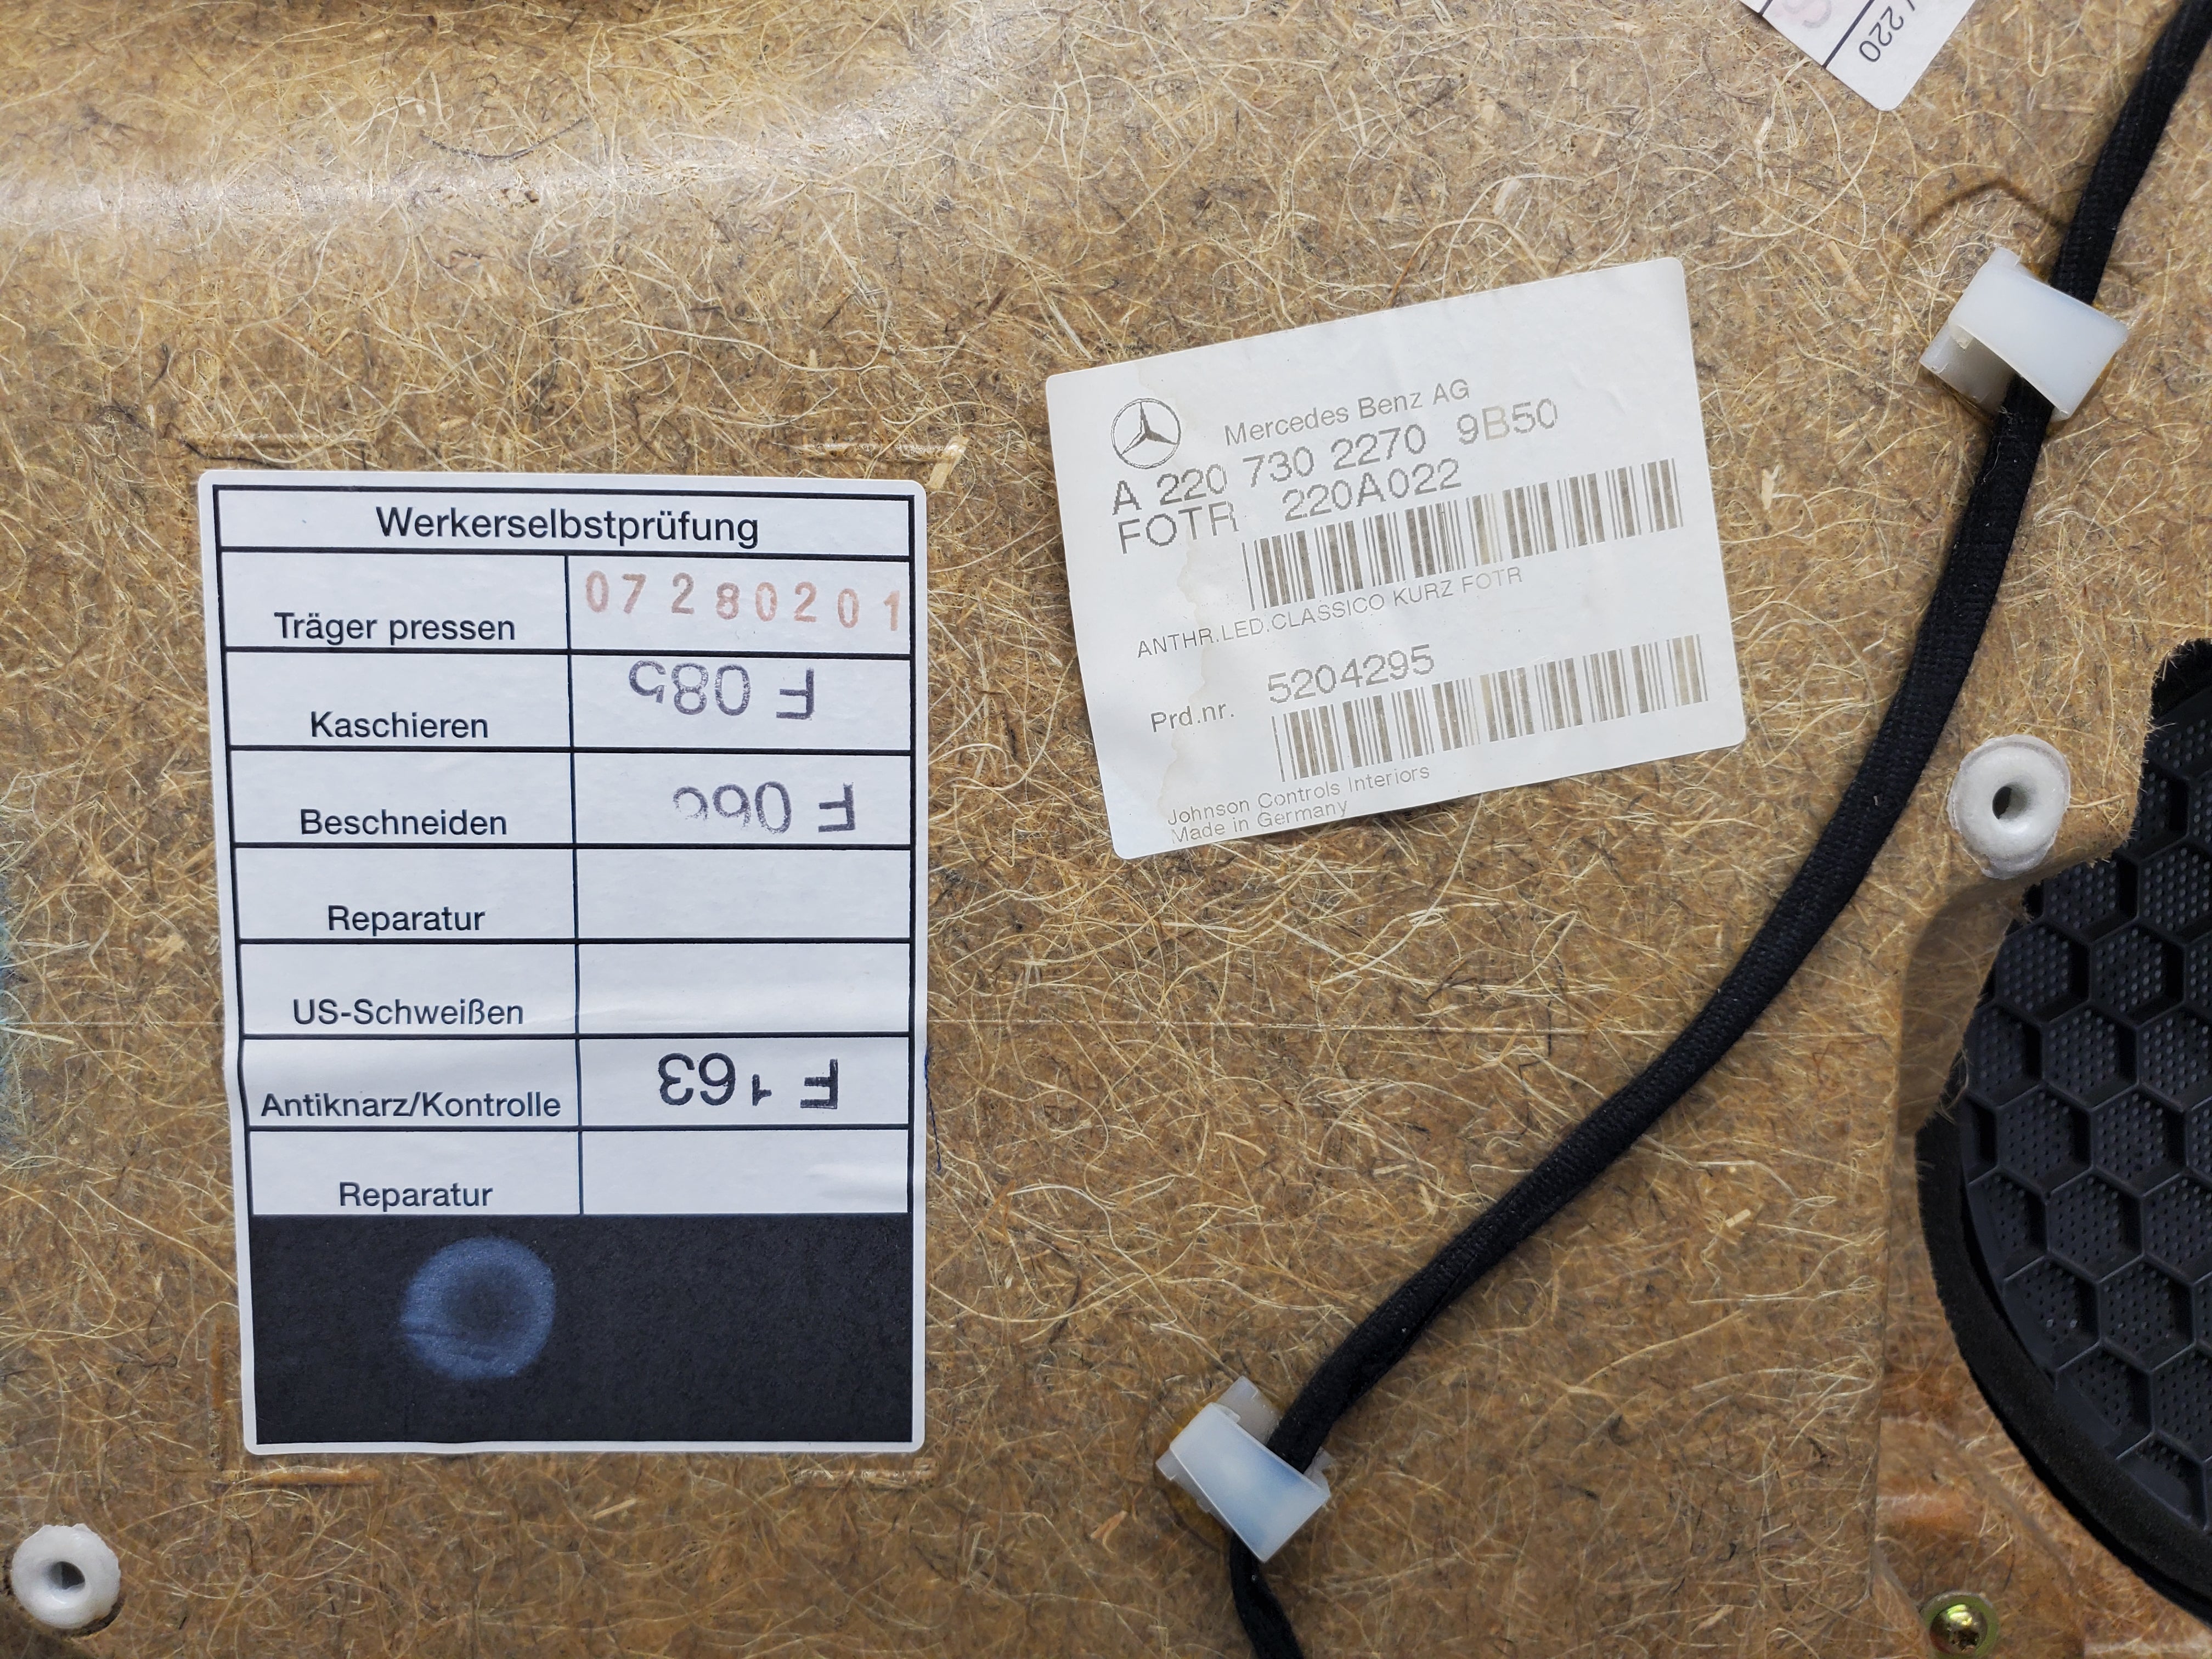 /220
Werkerselbstprüfung
Träger pressen 07280201
Kaschieren F 085
Beschneiden
Reparatur
US-Schweißen
Antiknarz/Kontrolle F 163
Reparatur
Mercedes Benz AG
A 220 730 2270 9B50
FOTR 220A022
ANTHR.LED.CLASSICO KURZ FOTR
5204295
Prd.nr.
Johnson Controls Interiors
Made in Germany